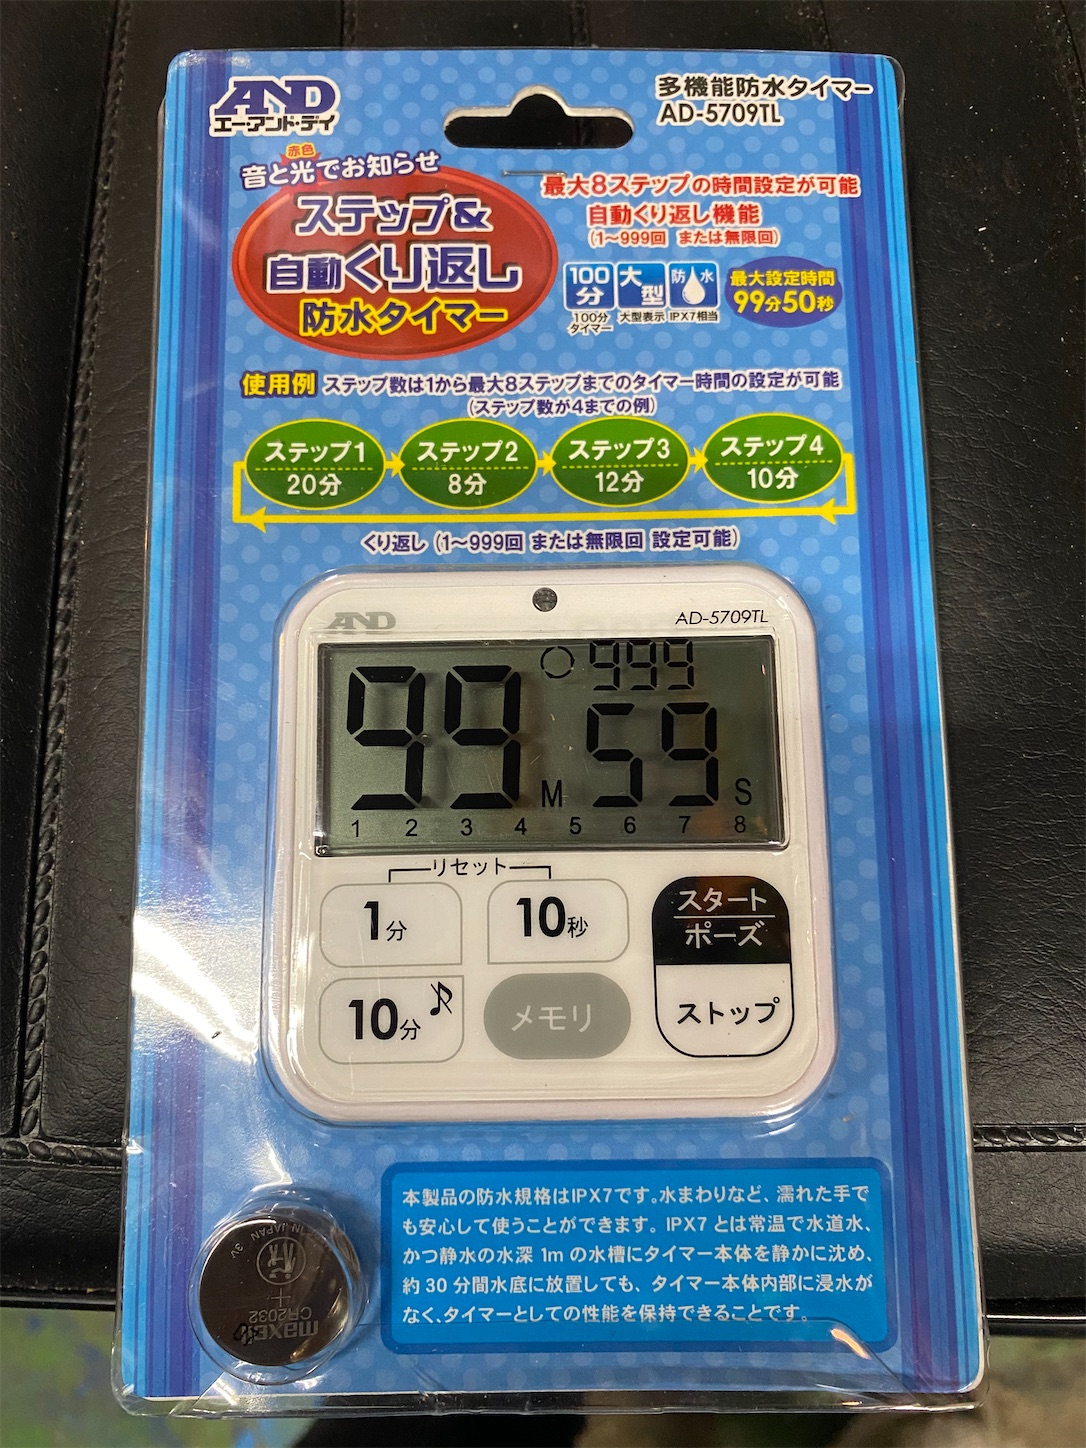 AND
エー・アンド・デイ
多機能防水タイマー
AD-5709TL
赤色
音と光でお知らせ
ステップ&
自動くり返し
防水タイマー
最大8ステップの時間設定が可能
自動くり返し機能
(1〜999回 または無限回)
100分
100分
タイマー
大型
大型表示
防水
IPX7相当
最大設定時間
99分50秒
使用例 ステップ数は1から最大8ステップまでのタイマー時間の設定が可能
(ステップ数が4までの例)
ステップ1
20分
ステップ2
8分
ステップ3
12分
ステップ4
10分
くり返し (1〜999回 または無限回 設定可能)
AND
AD-5709TL
999
99 M 59 S
1 2 3 4 5 6 7 8
リセット
1分
10秒
スタート
ポーズ
10分
メモリ
ストップ
本製品の防水規格はIPX7です。水まわりなど、濡れた手で
も安心して使うことができます。IPX7 とは常温で水道水、
かつ静水の水深 1m の水槽にタイマー本体を静かに沈め、
約 30 分間水底に放置しても、タイマー本体内部に浸水が
なく、タイマーとしての性能を保持できることです。
maxell
CR2032
+
IN JAPAN 3V